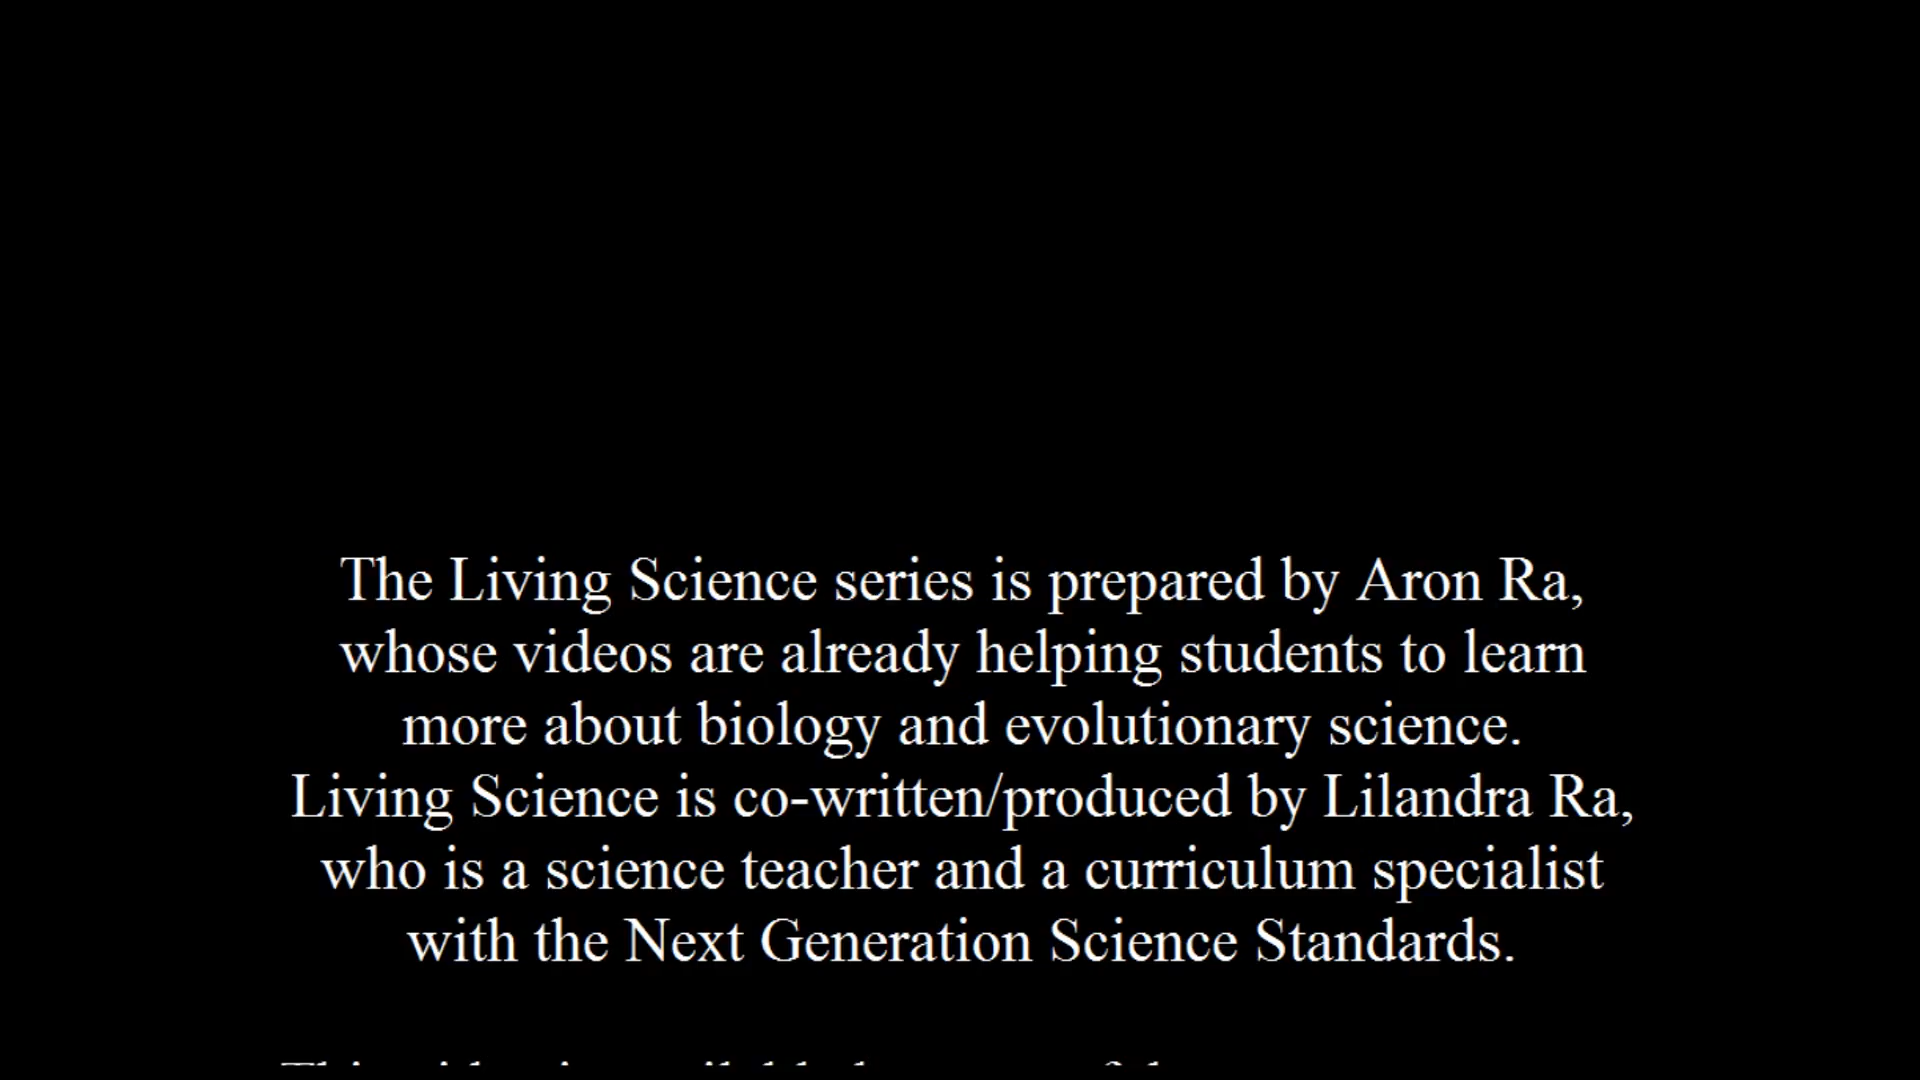 The Living Science series is prepared by Aron Ra,
whose videos are already helping students to learn
more about biology and evolutionary science.
Living Science is co-written/produced by Lilandra Ra,
who is a science teacher and a curriculum specialist
with the Next Generation Science Standards.